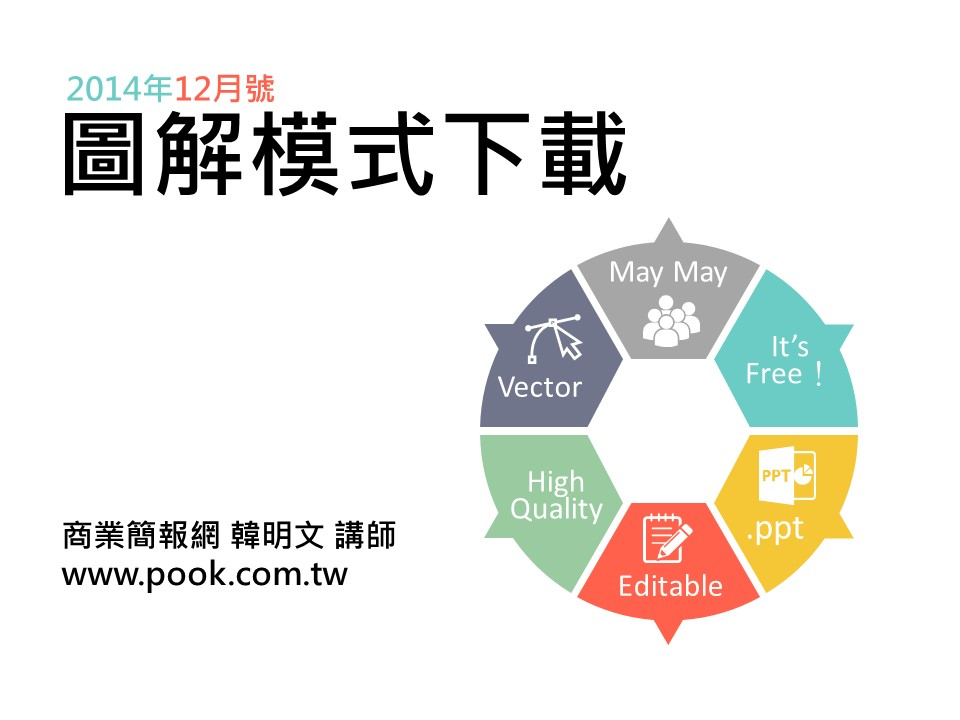 2014年12月號
圖解模式下載
May May
It's
Free！
Vector
PPT
.ppt
High
Quality
Editable
商業簡報網 韓明文 講師
www.pook.com.tw